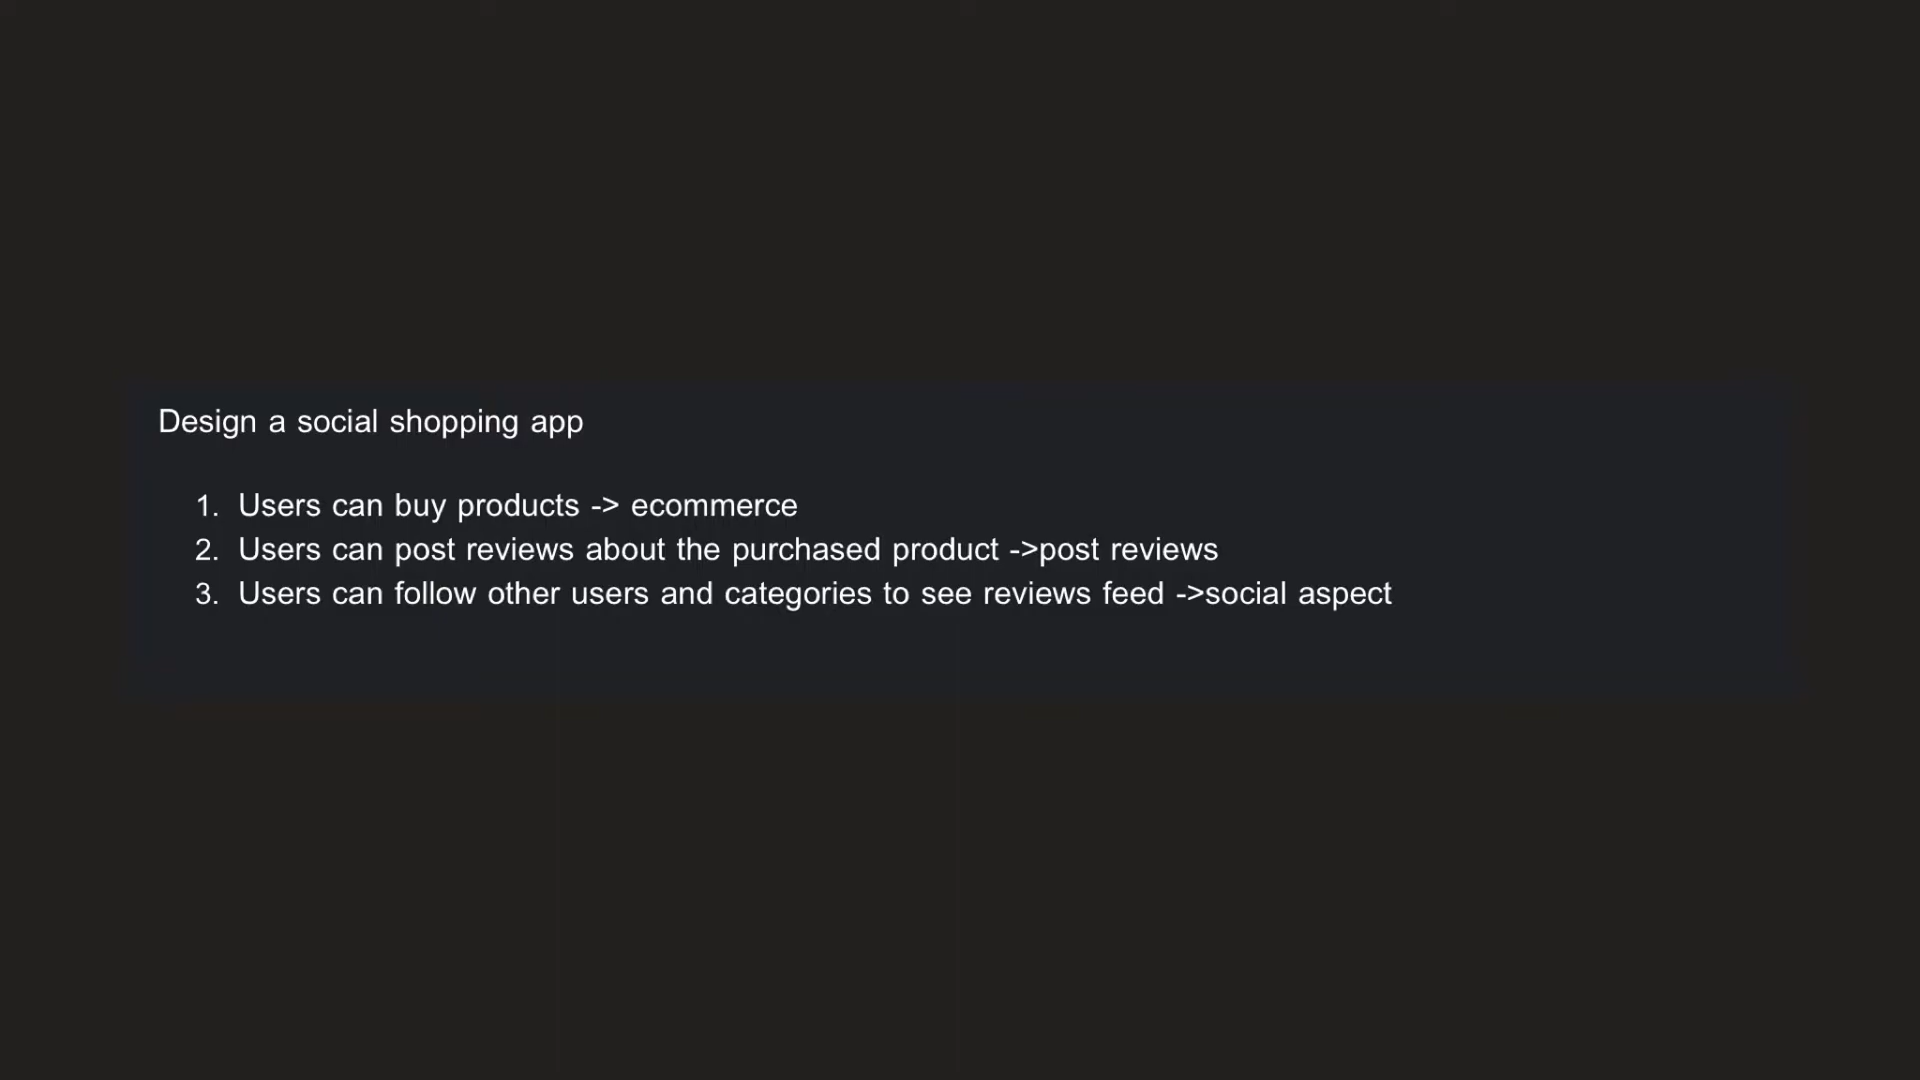 Design a social shopping app
1. Users can buy products -> ecommerce
2. Users can post reviews about the purchased product ->post reviews
3. Users can follow other users and categories to see reviews feed ->social aspect